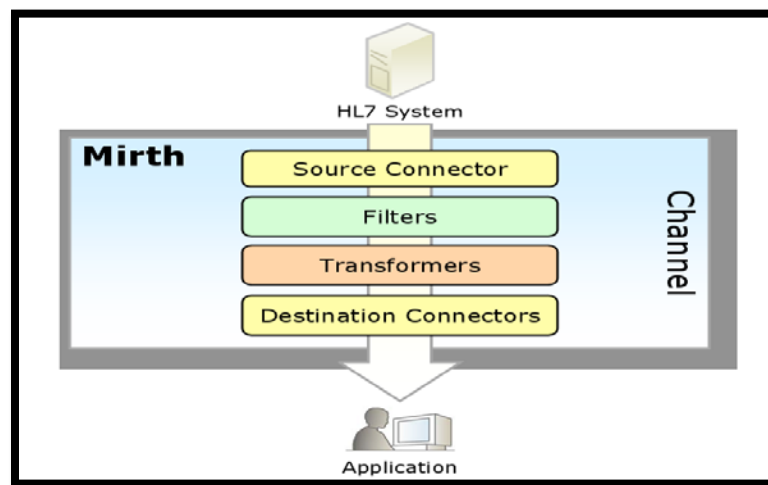 HL7 System
Mirth
Source Connector
Filters
Transformers
Destination Connectors
Channel
Application